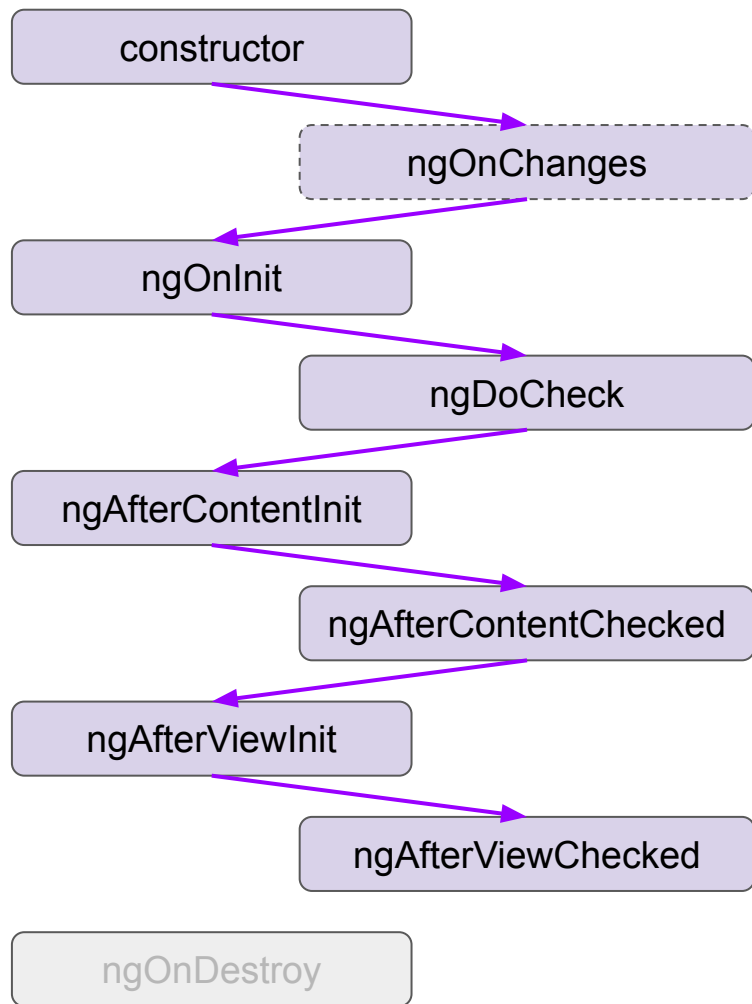 constructor
ngOnChanges
ngOnInit
ngDoCheck
ngAfterContentInit
ngAfterContentChecked
ngAfterViewInit
ngAfterViewChecked
ngOnDestroy